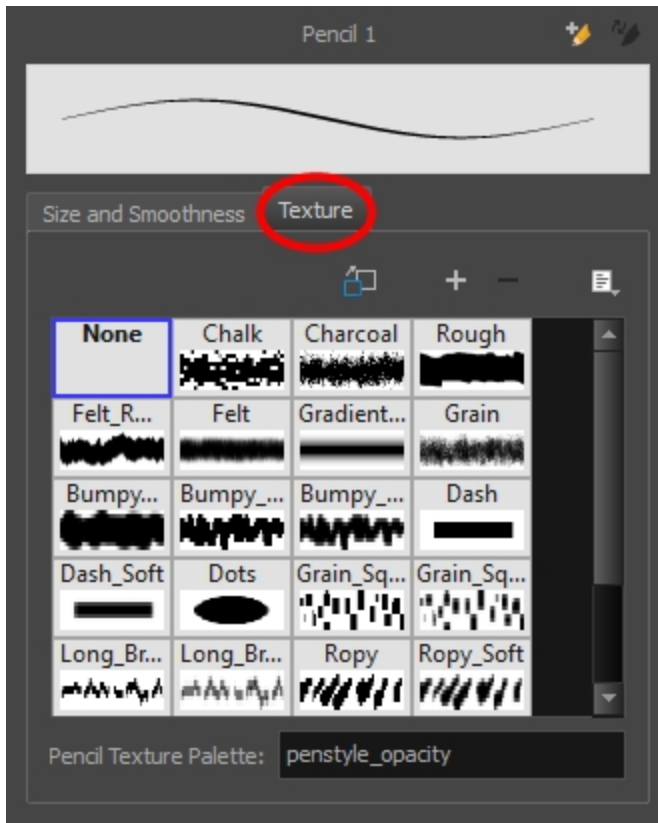 Pencil 1
Size and Smoothness Texture
None Chalk Charcoal Rough
Felt_R... Felt Gradient... Grain
Bumpy... Bumpy_... Bumpy_... Dash
Dash_Soft Dots Grain_Sq... Grain_Sq...
Long_Br... Long_Br... Ropy Ropy_Soft
Pencil Texture Palette: penstyle_opacity